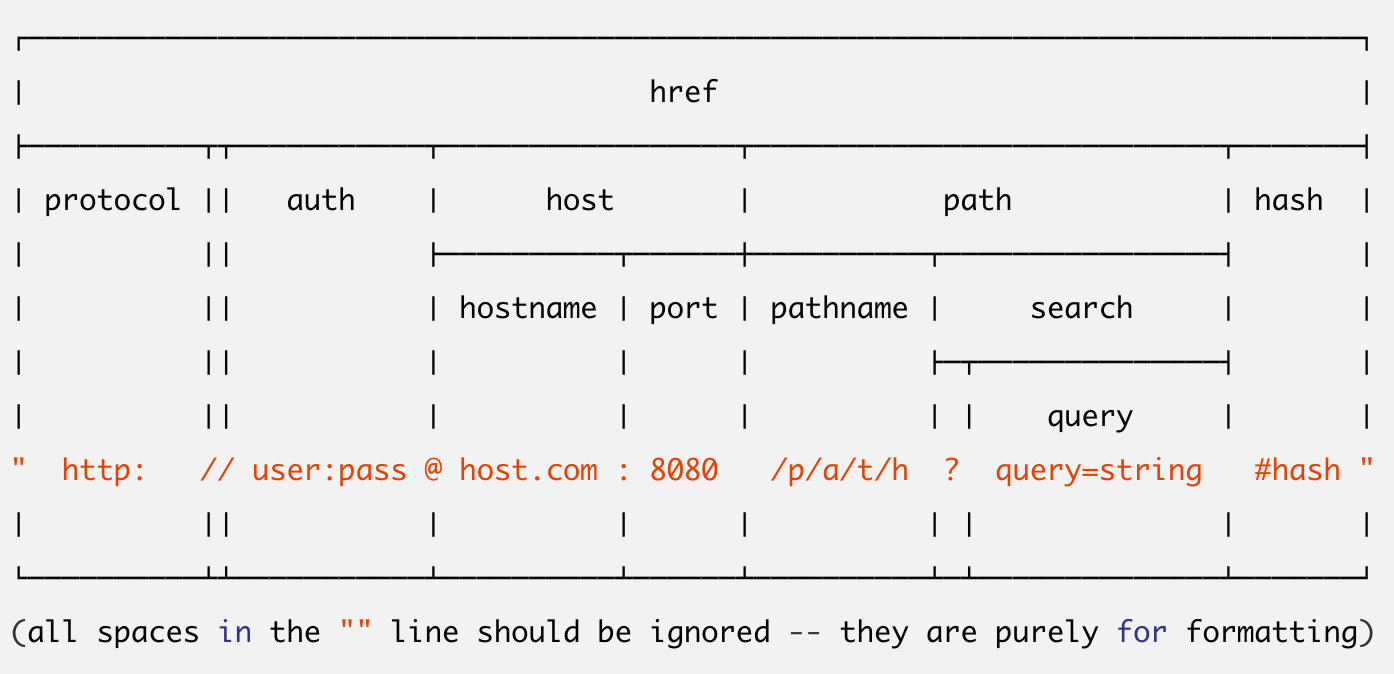 href
protocol auth host path hash
hostname port pathname search
query
" http: // user:pass @ host.com : 8080 /p/a/t/h ? query=string #hash "
(all spaces in the "" line should be ignored -- they are purely for formatting)